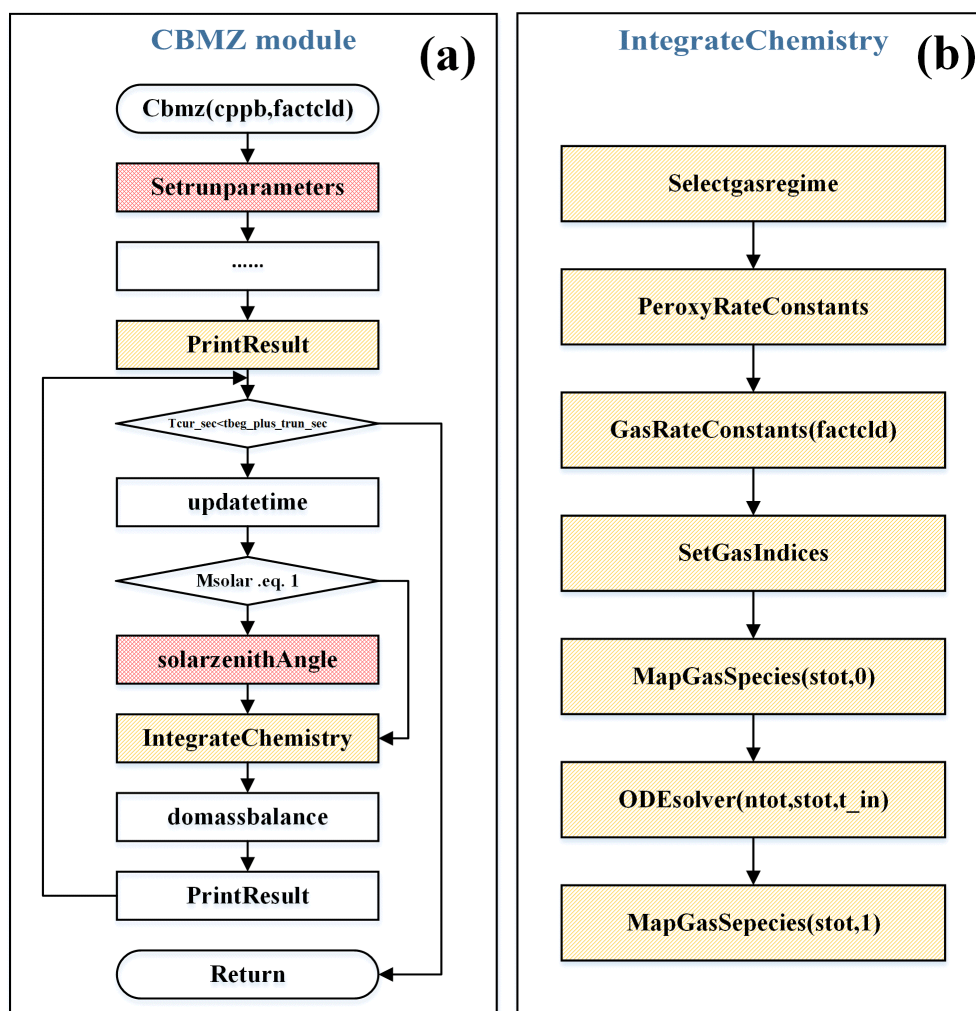 CBMZ module
(a)
Cbmz(cppb,factcld)
Setrunparameters
......
PrintResult
Tcur_sec<tbeg_plus_trun_sec
updatetime
Msolar .eq. 1
solarzenithAngle
IntegrateChemistry
domassbalance
PrintResult
Return
IntegrateChemistry
(b)
Selectgasregime
PeroxyRateConstants
GasRateConstants(factcld)
SetGasIndices
MapGasSpecies(stot,0)
ODEsolver(ntot,stot,t_in)
MapGasSepecies(stot,1)